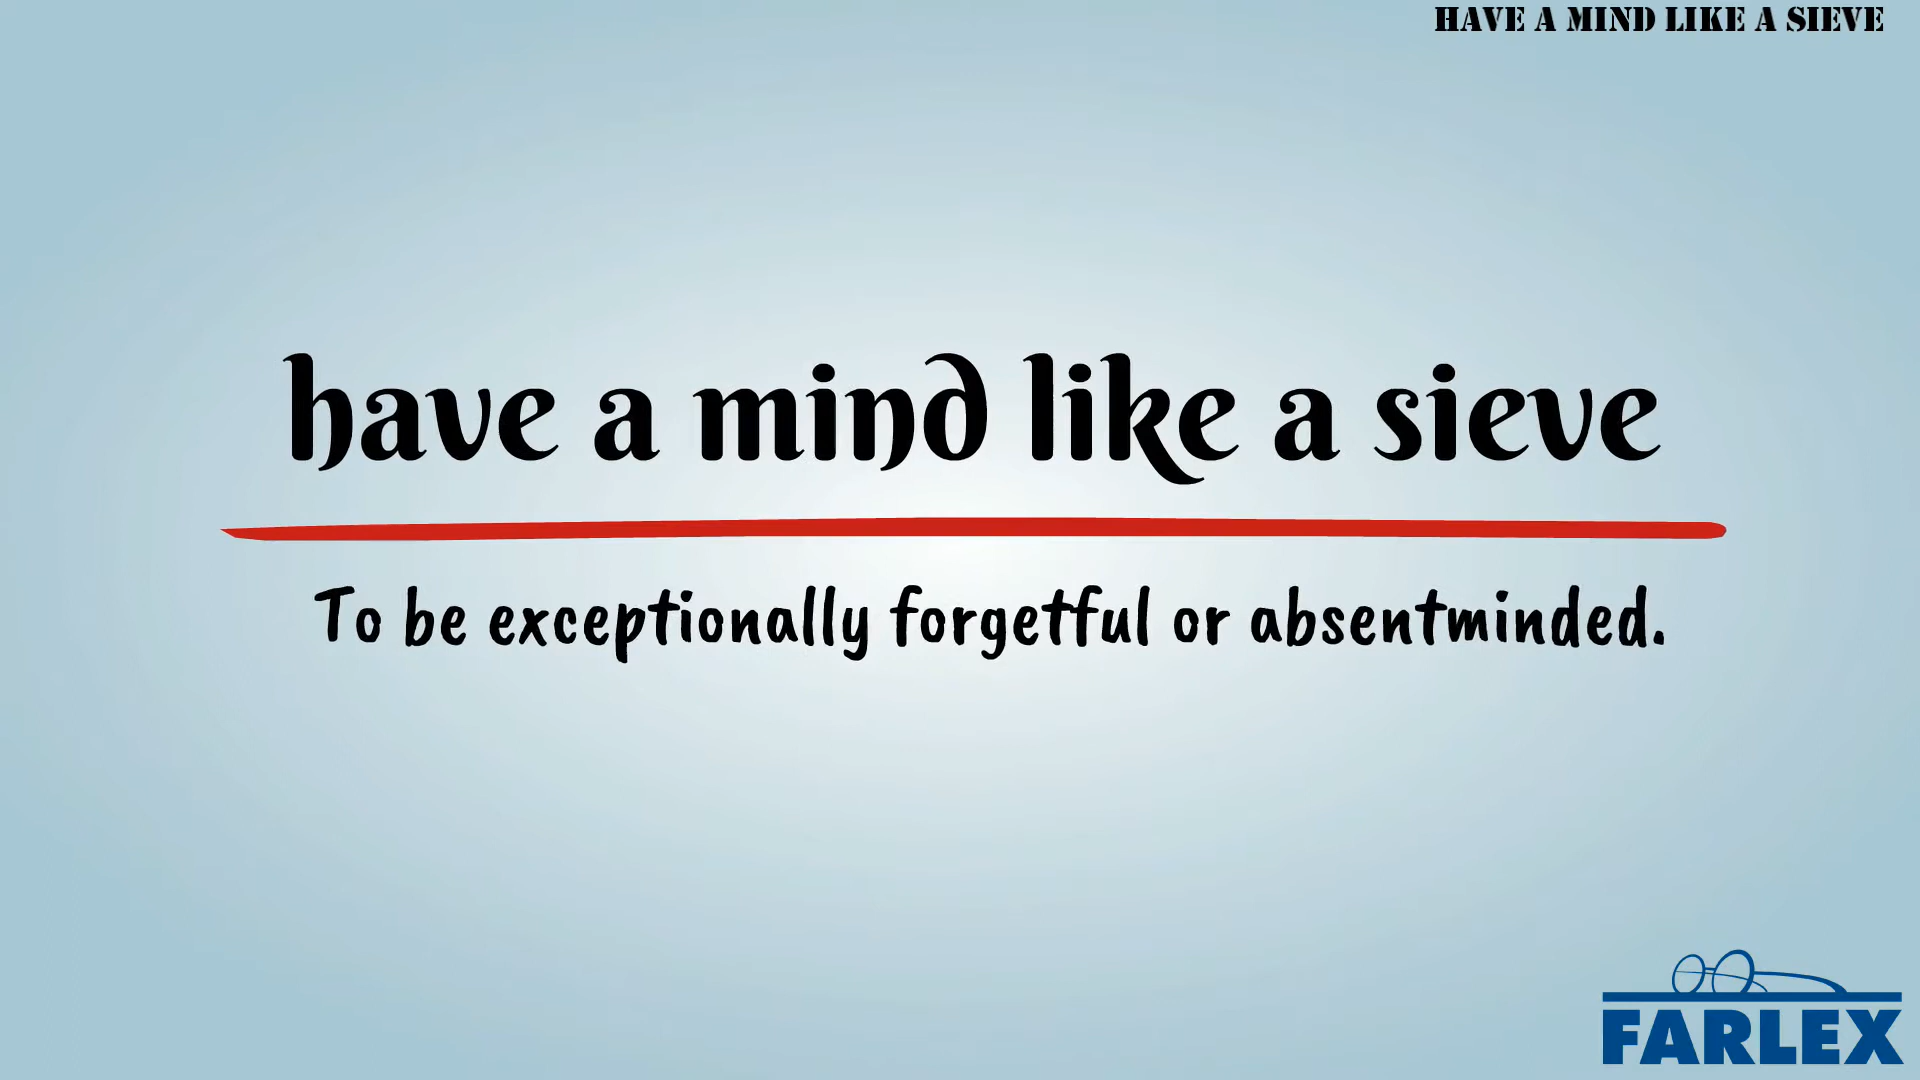 HAVE A MIND LIKE A SIEVE
have a mind like a sieve
To be exceptionally forgetful or absentminded.
FARLEX